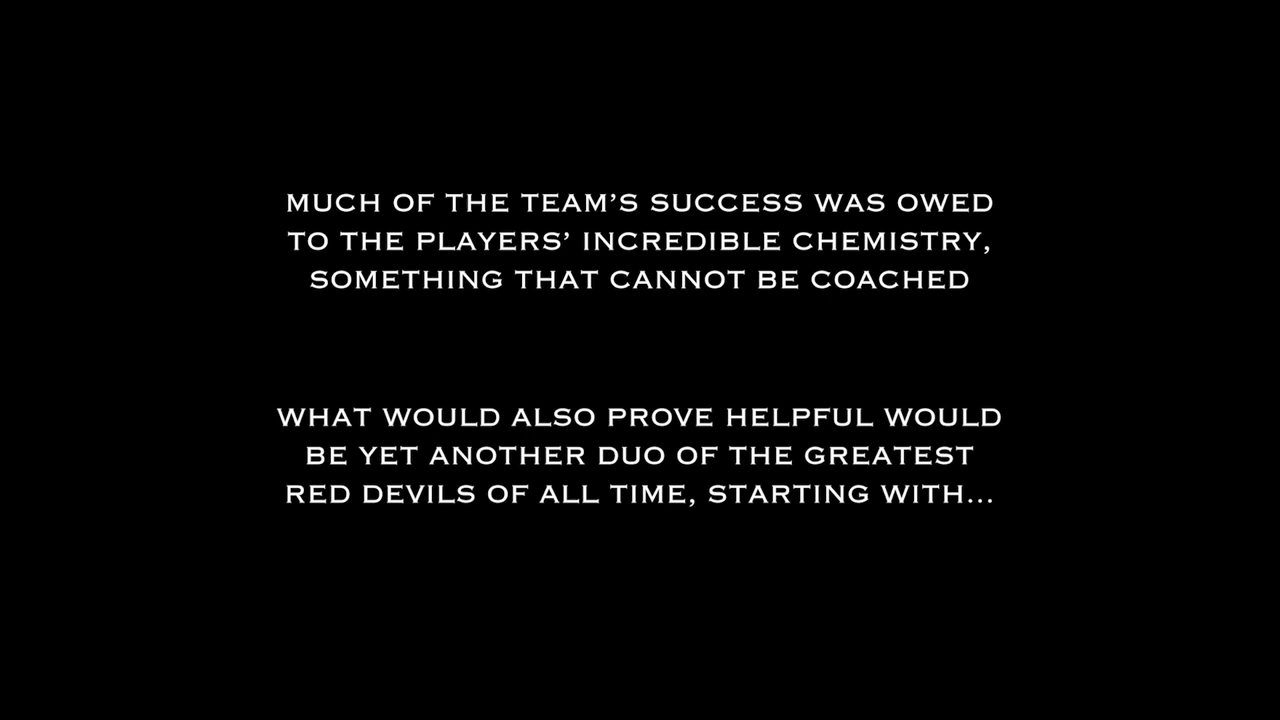 MUCH OF THE TEAM’S SUCCESS WAS OWED
TO THE PLAYERS’ INCREDIBLE CHEMISTRY,
SOMETHING THAT CANNOT BE COACHED
WHAT WOULD ALSO PROVE HELPFUL WOULD
BE YET ANOTHER DUO OF THE GREATEST
RED DEVILS OF ALL TIME, STARTING WITH...